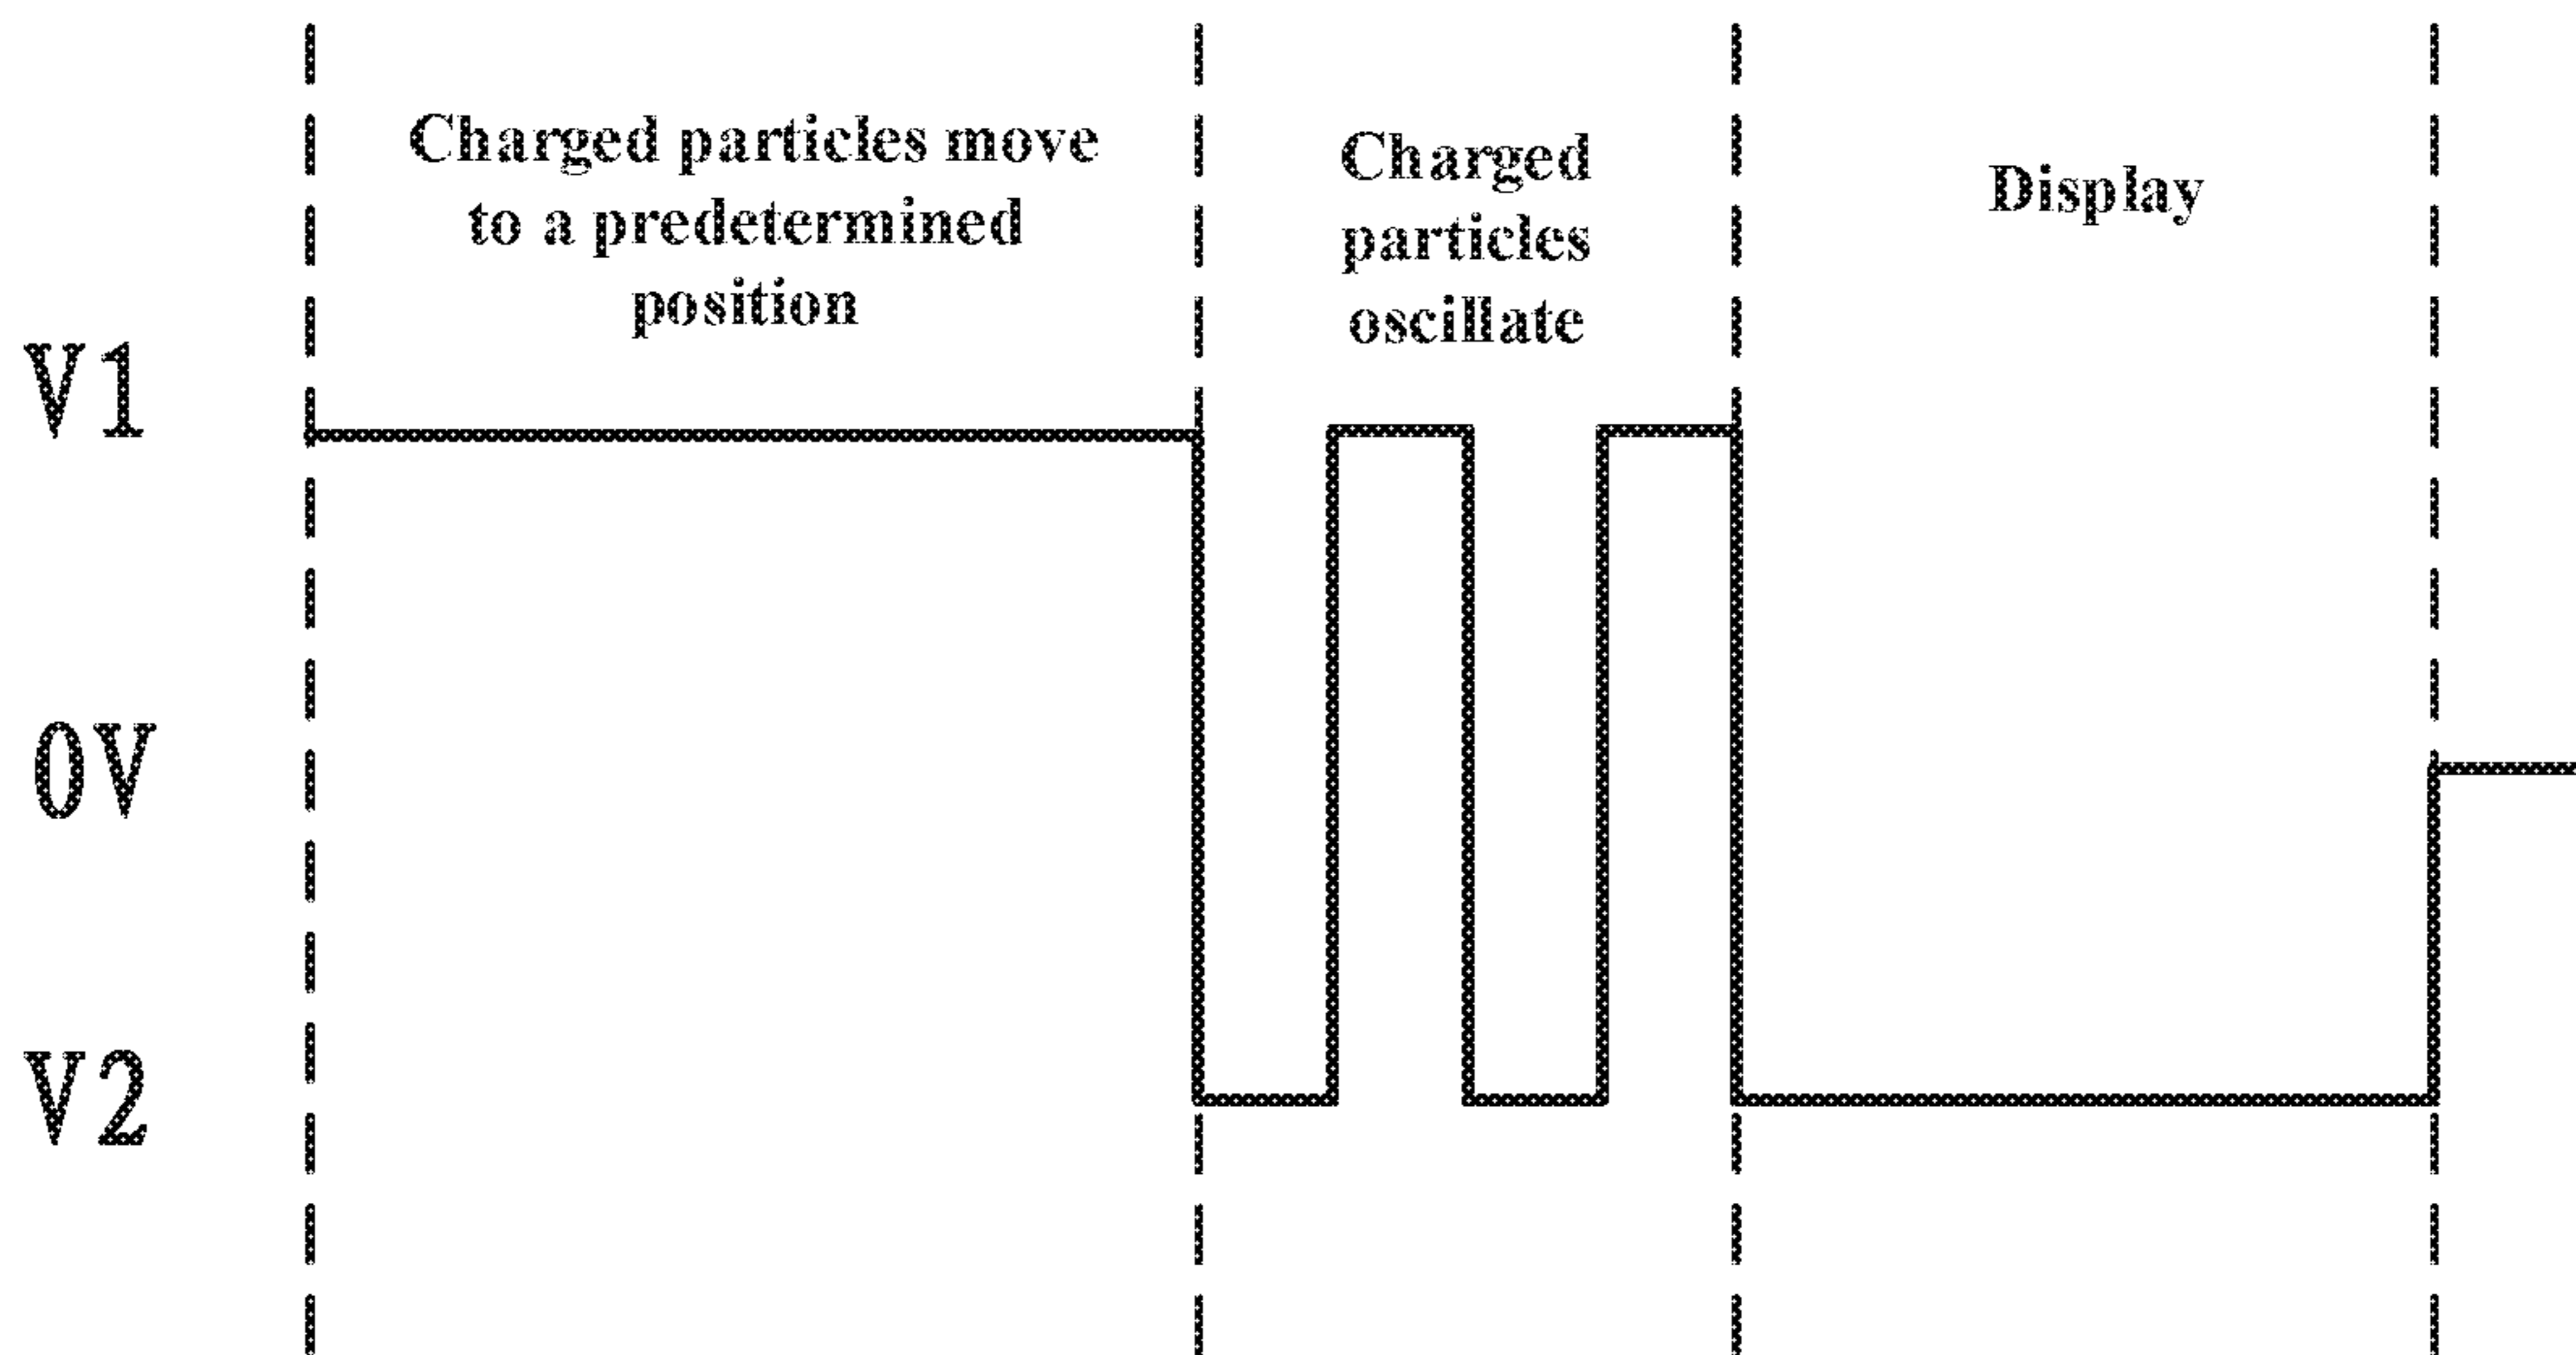 Charged particles move
to a predetermined
position
Charged
particles
oscillate
Display
V1
0V
V2